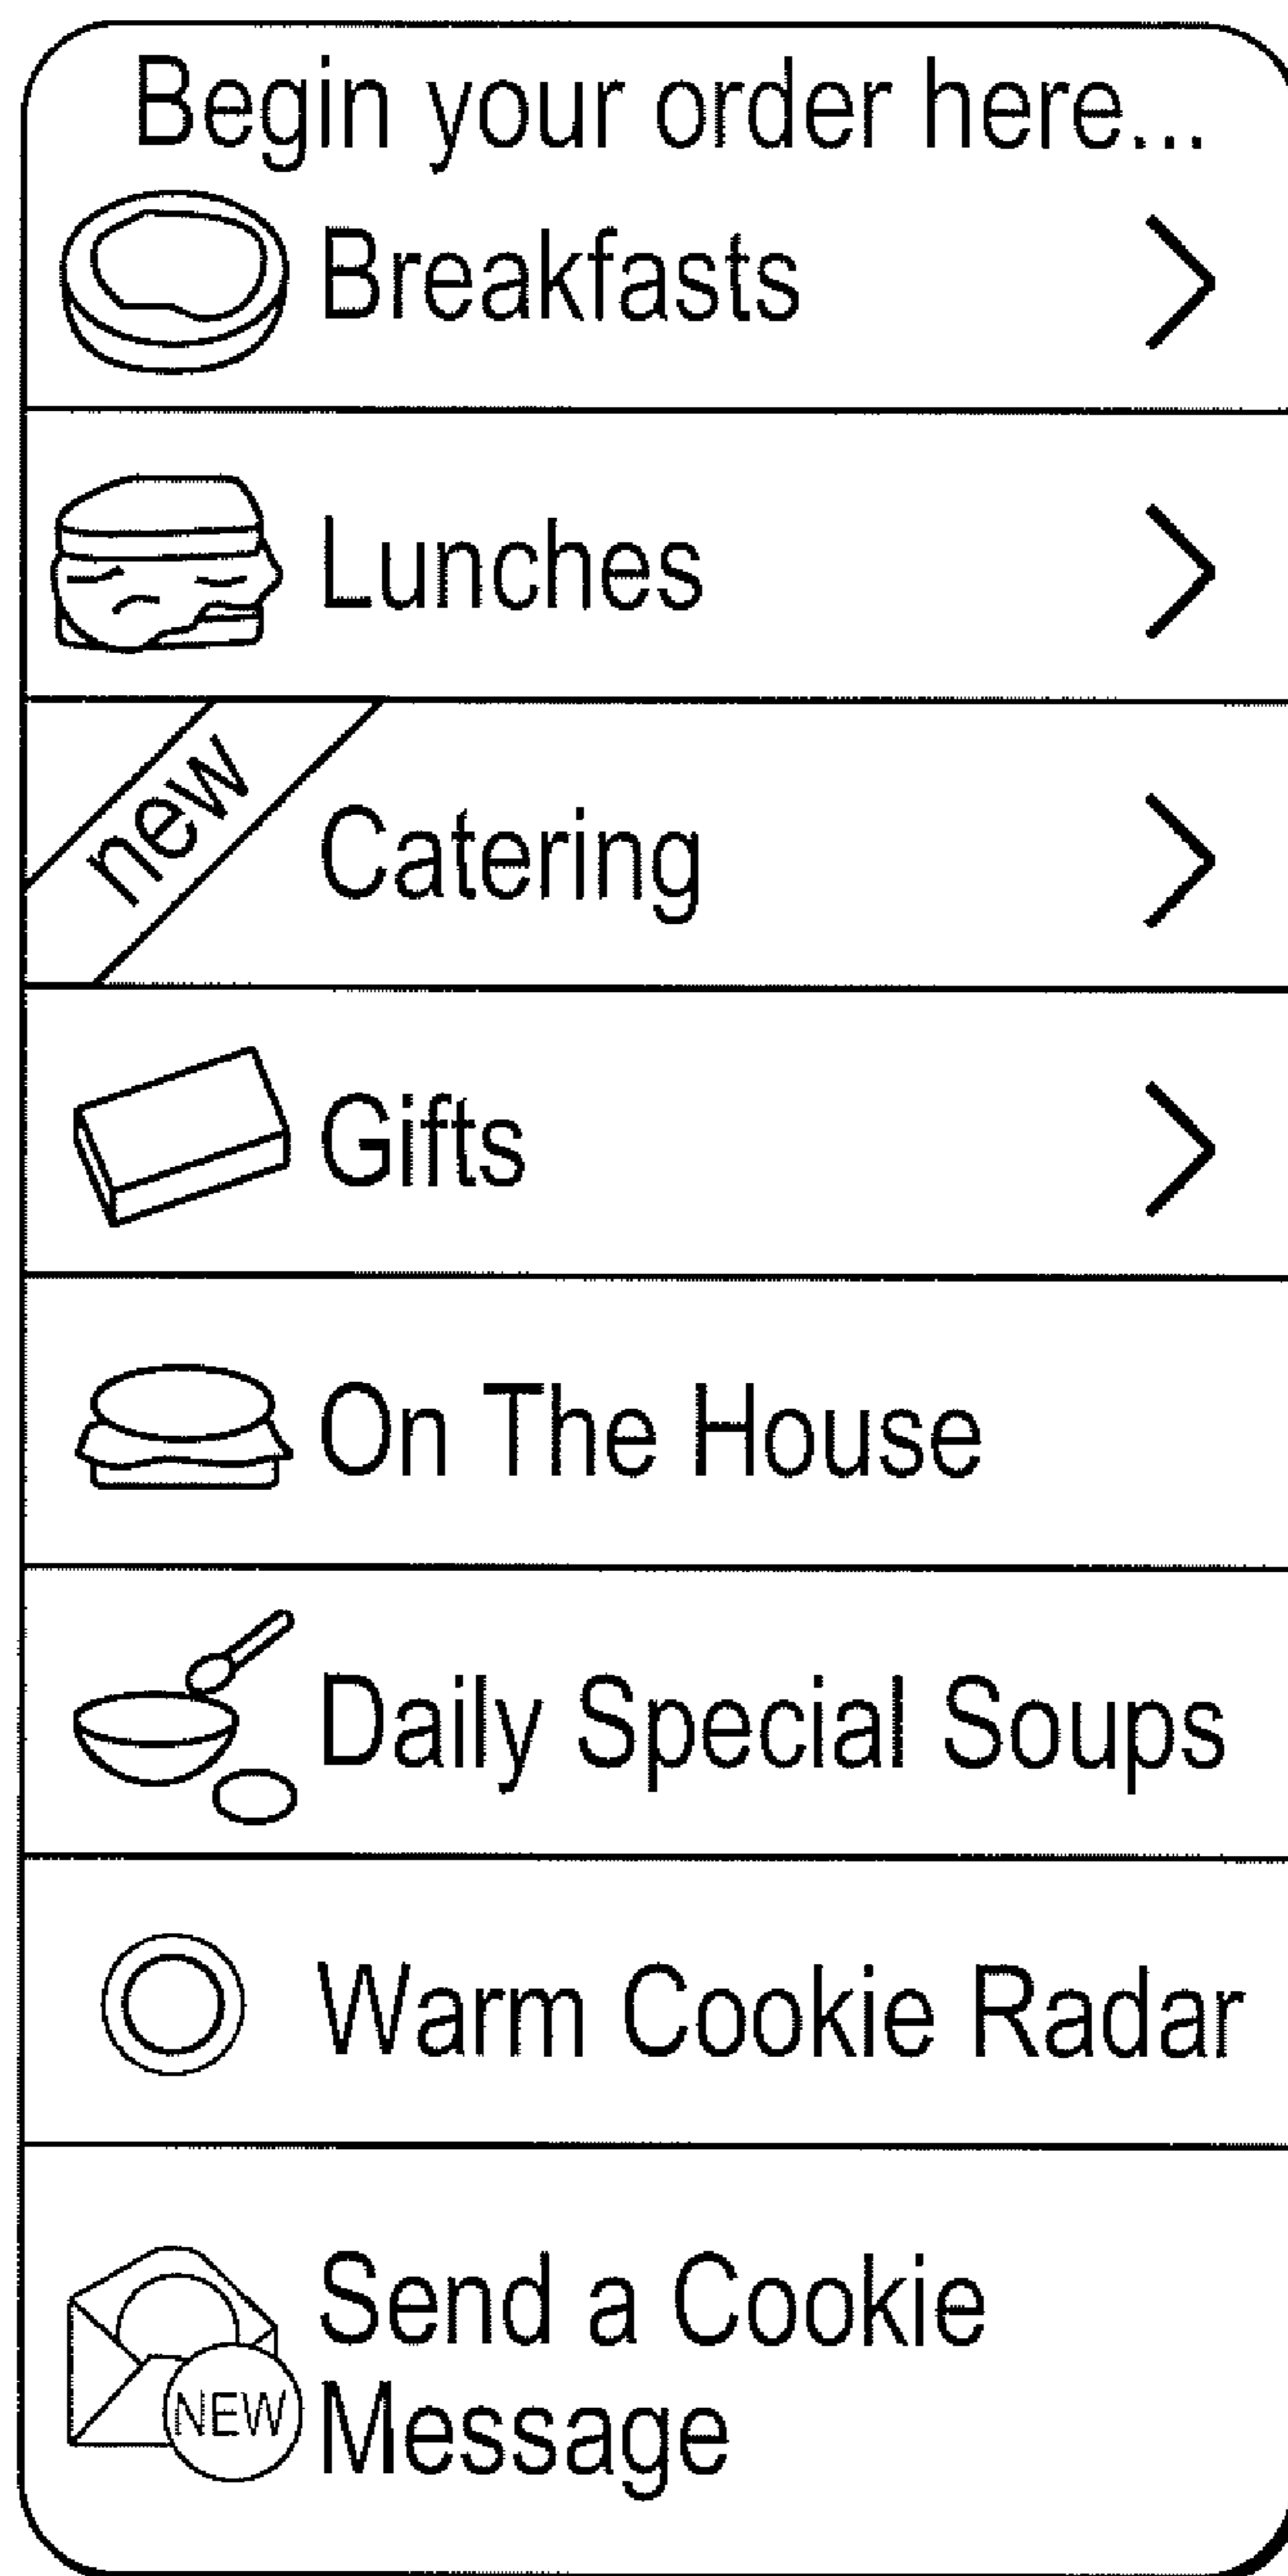 Begin your order here...
Breakfasts
Lunches
new
Catering
Gifts
On The House
Daily Special Soups
Warm Cookie Radar
Send a Cookie
Message
NEW